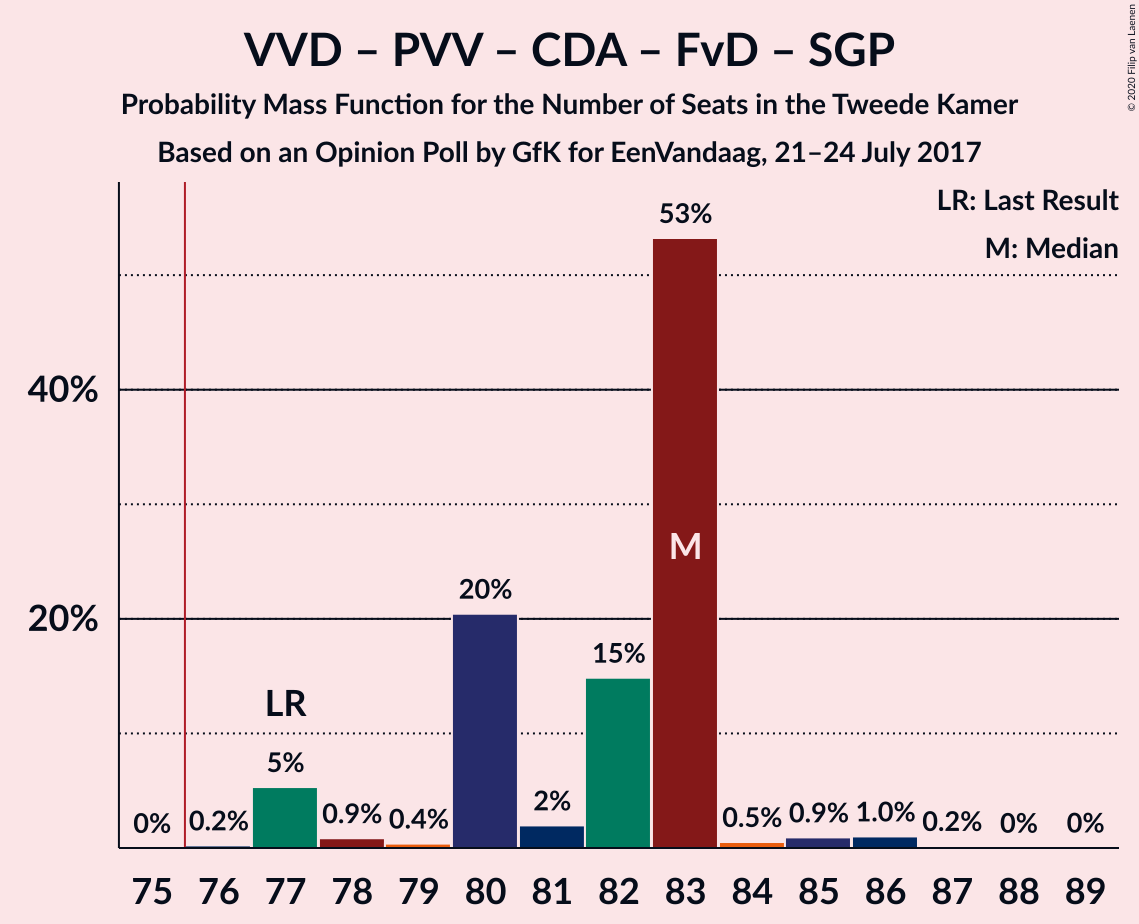 VVD – PVV – CDA – FvD – SGP
Probability Mass Function for the Number of Seats in the Tweede Kamer
Based on an Opinion Poll by GfK for EenVandaag, 21–24 July 2017
© 2020 Filip van Laenen
LR: Last Result
M: Median
40%
20%
0%
0.2%
LR
5%
0.9%
0.4%
20%
2%
15%
53%
M
0.5%
0.9%
1.0%
0.2%
0%
0%
75 76 77 78 79 80 81 82 83 84 85 86 87 88 89